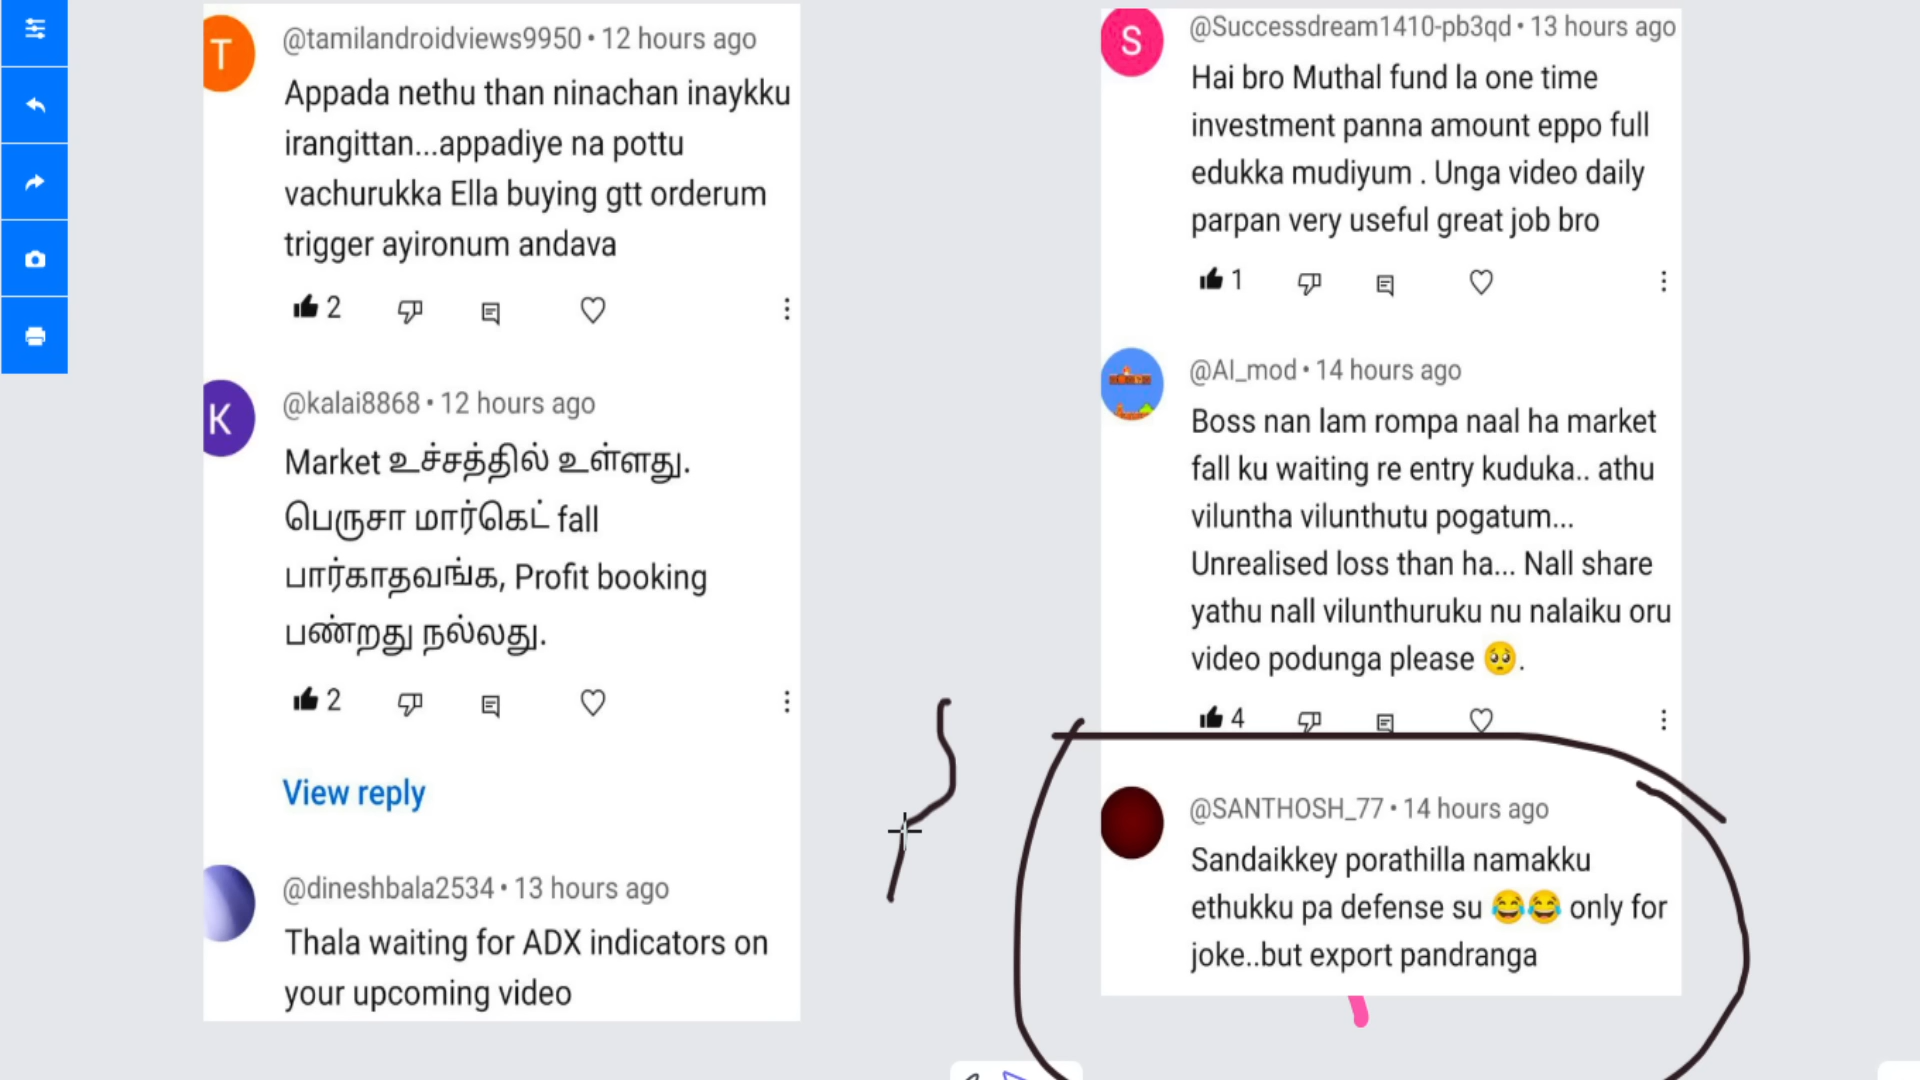 T
@tamilandroidviews9950 • 12 hours ago
Appada nethu than ninachan inaykku
irangittan...appadiye na pottu
vachurukka Ella buying gtt orderum
trigger ayironum andava
2
K
@kalai8868 • 12 hours ago
Market உச்சத்தில் உள்ளது.
பெருசா மார்கெட் fall
பார்காதவங்க, Profit booking
பண்றது நல்லது.
2
View reply
@dineshbala2534 • 13 hours ago
Thala waiting for ADX indicators on
your upcoming video
S
@Successdream1410-pb3qd • 13 hours ago
Hai bro Muthal fund la one time
investment panna amount eppo full
edukka mudiyum . Unga video daily
parpan very useful great job bro
1
@AI_mod • 14 hours ago
Boss nan lam rompa naal ha market
fall ku waiting re entry kuduka.. athu
viluntha vilunthutu pogatum...
Unrealised loss than ha... Nall share
yathu nall vilunthuruku nu nalaiku oru
video podunga please 🥺.
4
@SANTHOSH_77 • 14 hours ago
Sandaikkey porathilla namakku
ethukku pa defense su 😂😂 only for
joke..but export pandranga